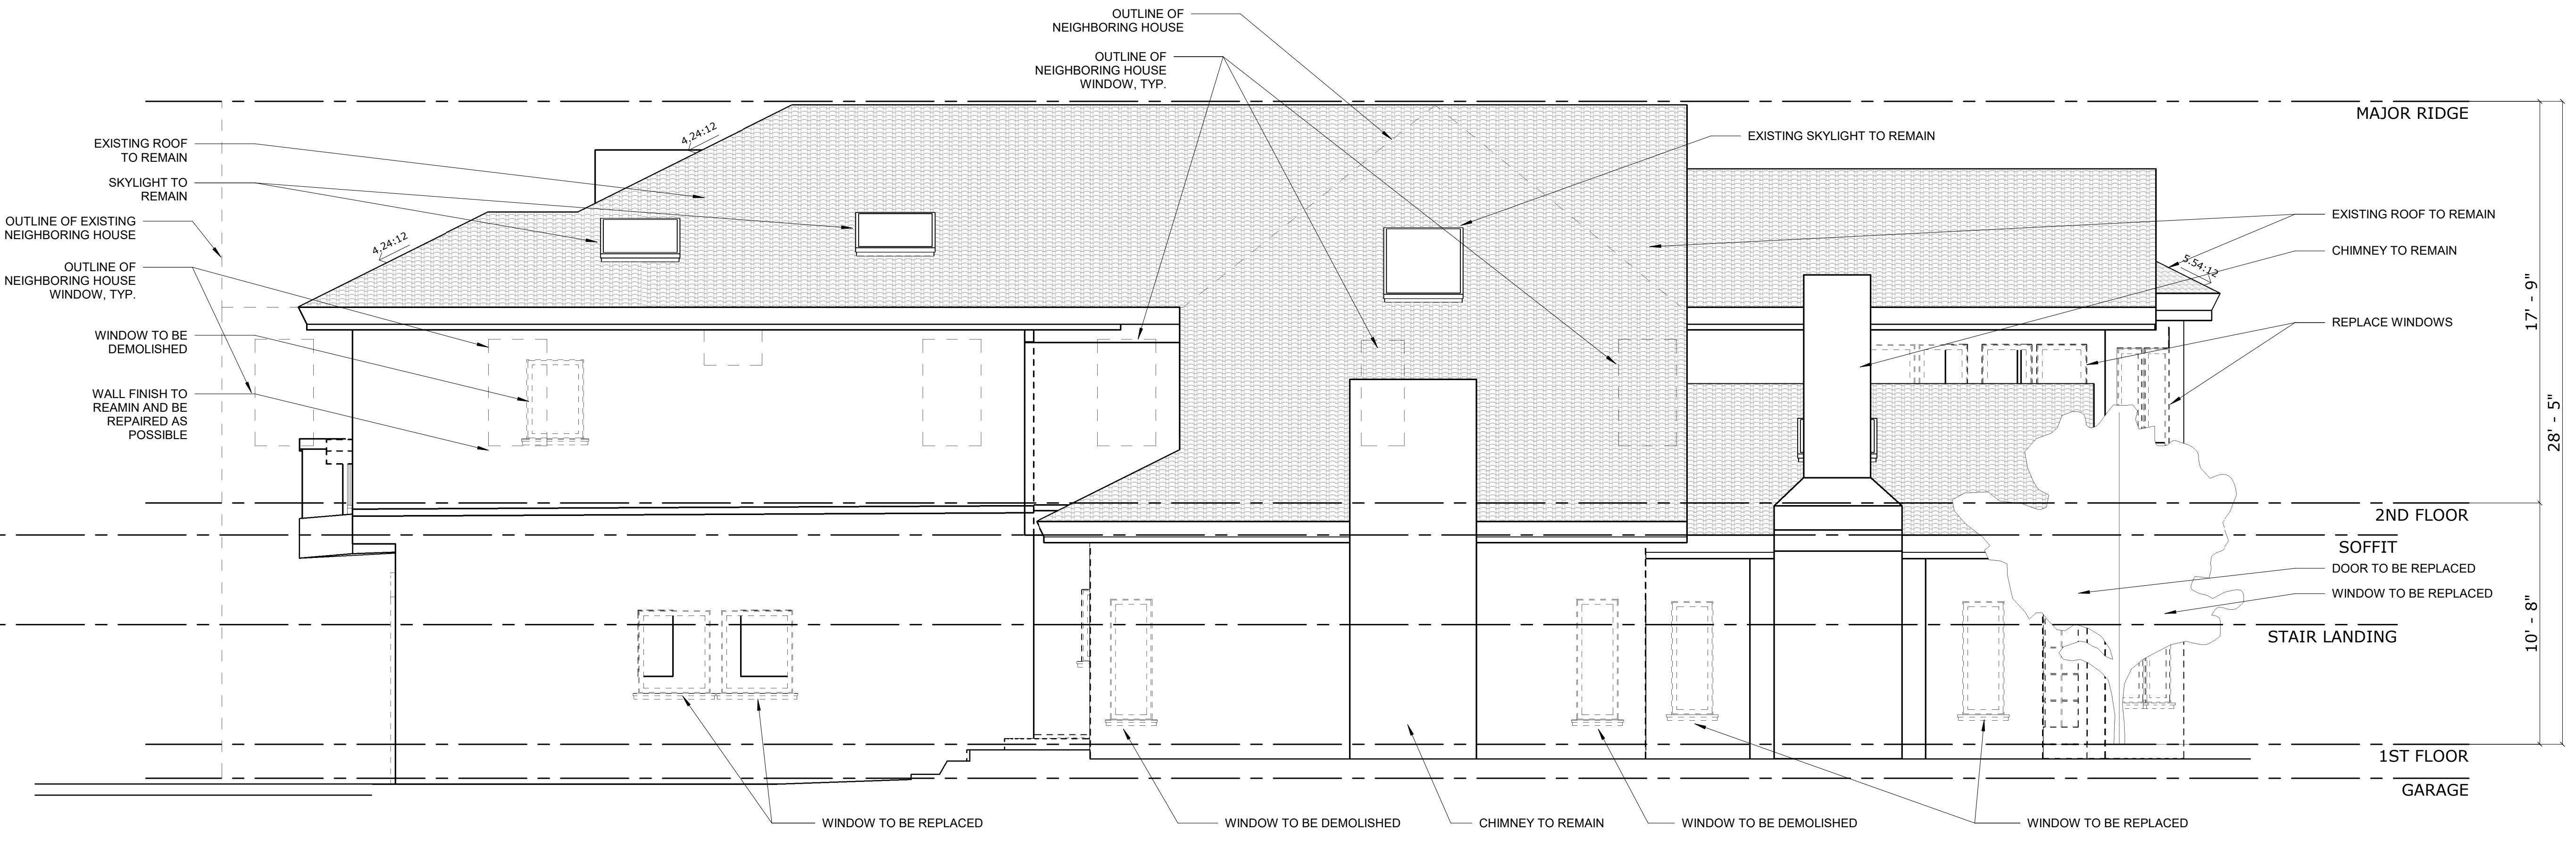 OUTLINE OF
NEIGHBORING HOUSE
OUTLINE OF
NEIGHBORING HOUSE
WINDOW, TYP.
MAJOR RIDGE
4.24:12
EXISTING SKYLIGHT TO REMAIN
EXISTING ROOF
TO REMAIN
SKYLIGHT TO
REMAIN
OUTLINE OF EXISTING
NEIGHBORING HOUSE
EXISTING ROOF TO REMAIN
4.24:12
CHIMNEY TO REMAIN
5.54:12
OUTLINE OF
NEIGHBORING HOUSE
WINDOW, TYP.
17' - 9"
REPLACE WINDOWS
WINDOW TO BE
DEMOLISHED
WALL FINISH TO
REAMIN AND BE
REPAIRED AS
POSSIBLE
28' - 5"
2ND FLOOR
SOFFIT
DOOR TO BE REPLACED
WINDOW TO BE REPLACED
10' - 8"
STAIR LANDING
1ST FLOOR
GARAGE
WINDOW TO BE REPLACED
WINDOW TO BE DEMOLISHED
CHIMNEY TO REMAIN
WINDOW TO BE DEMOLISHED
WINDOW TO BE REPLACED